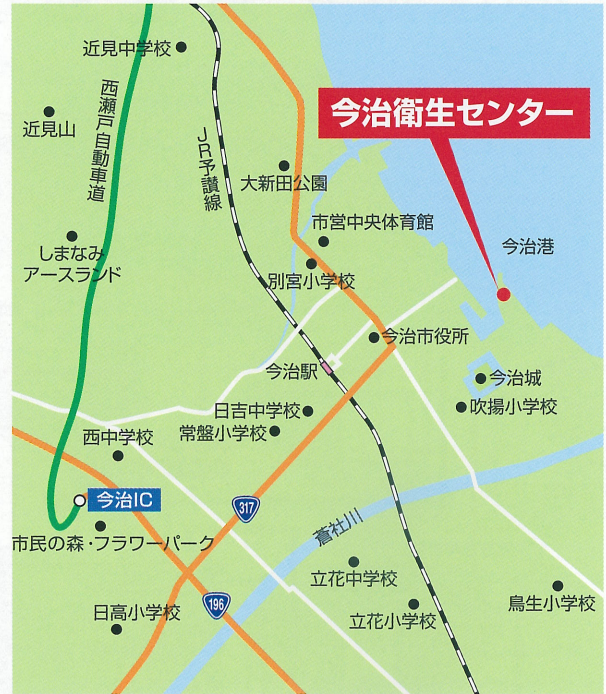 近見中学校
西瀬戸自動車道
近見山
今治衛生センター
JR予讃線
大新田公園
市営中央体育館
しまなみ
アースランド
今治港
別宮小学校
今治市役所
今治駅
今治城
日吉中学校
吹揚小学校
常盤小学校
西中学校
今治IC
317
蒼社川
市民の森・フラワーパーク
立花中学校
196
鳥生小学校
日高小学校
立花小学校